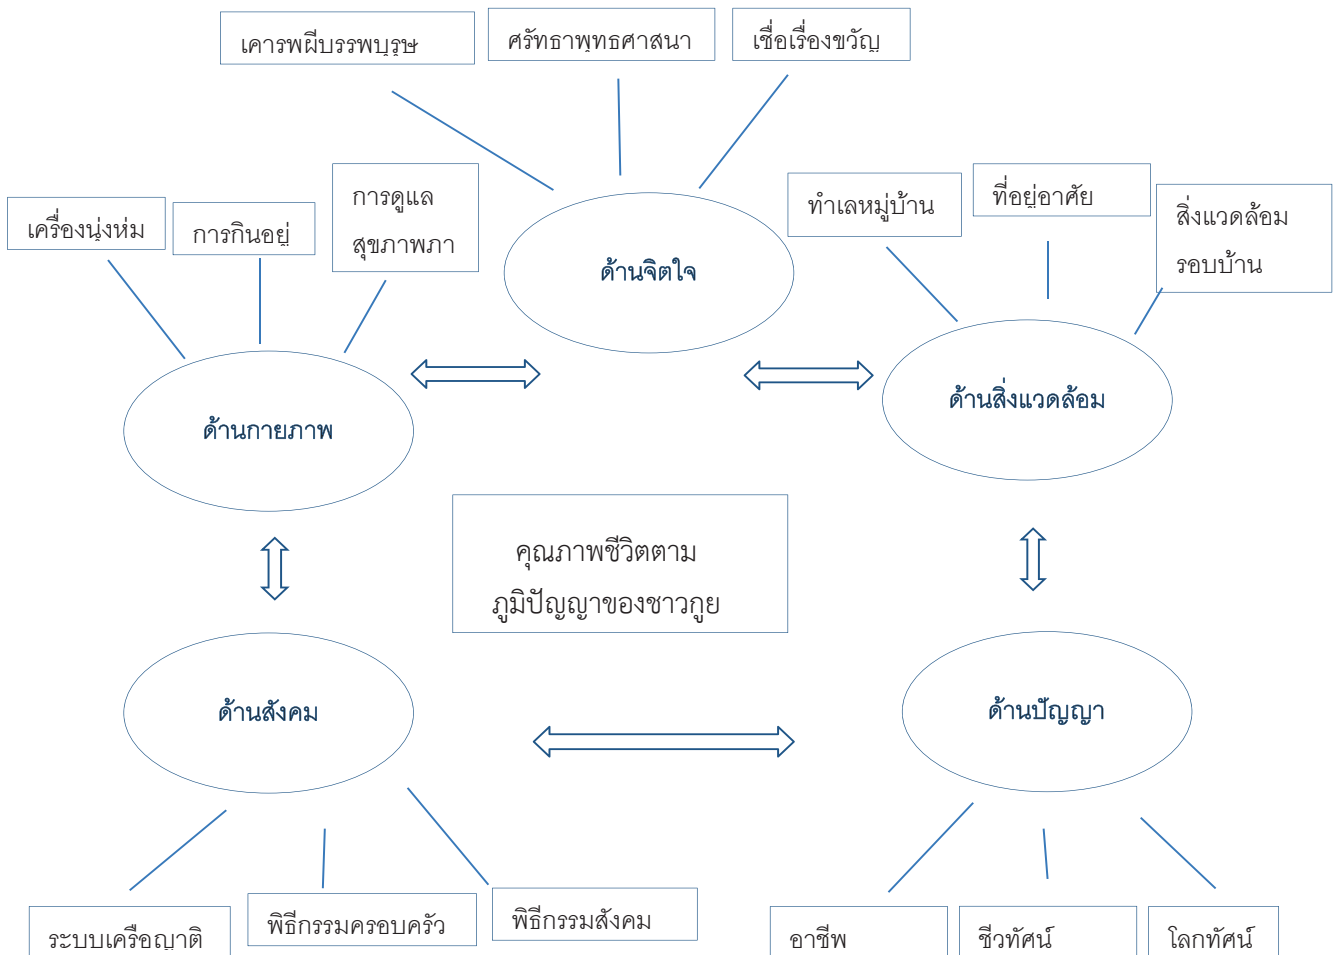 เคารพผีบรรพบุรุษ
ศรัทธาพุทธศาสนา
เชื่อเรื่องขวัญ
เครื่องนุ่งห่ม
การกินอยู่
การดูแล
สุขภาพภา
ด้านจิตใจ
ทำเลหมู่บ้าน
ที่อยู่อาศัย
สิ่งแวดล้อม
รอบบ้าน
ด้านกายภาพ
ด้านสิ่งแวดล้อม
คุณภาพชีวิตตาม
ภูมิปัญญาของชาวกูย
ด้านสังคม
ด้านปัญญา
ระบบเครือญาติ
พิธีกรรมครอบครัว
พิธีกรรมสังคม
อาชีพ
ชีวทัศน์
โลกทัศน์